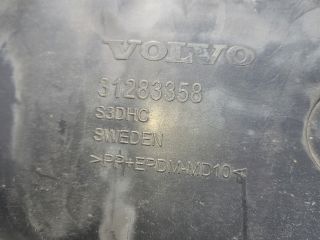 VOLVO
31283358
S3DHC
SWEDEN
>PP+EPDM-MD10<